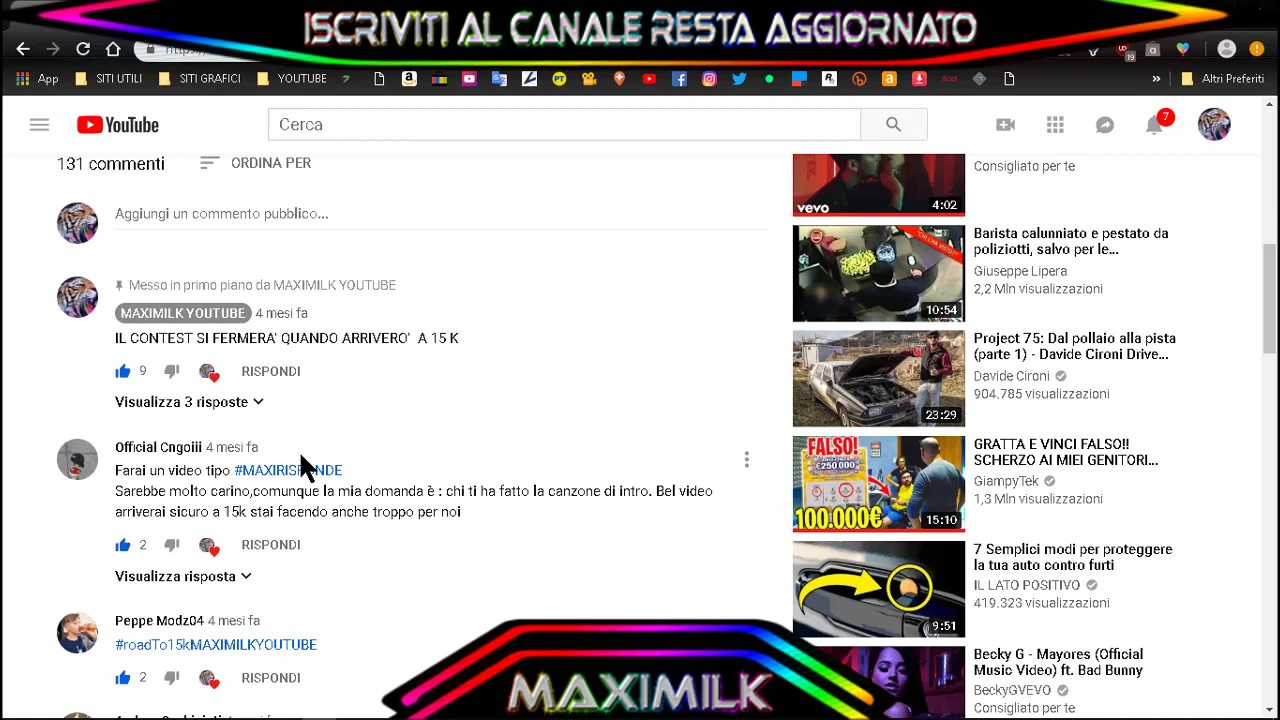 ISCRIVITI AL CANALE RESTA AGGIORNATO
19
App
SITI UTILI
SITI GRAFICI
YOUTUBE
?
PT
Altri Preferiti
YouTube
Cerca
7
131 commenti
ORDINA PER
Aggiungi un commento pubblico...
Messo in primo piano da MAXIMILK YOUTUBE
MAXIMILK YOUTUBE 4 mesi fa
IL CONTEST SI FERMERA' QUANDO ARRIVERO' A 15 K
9 RISPONDI
Visualizza 3 risposte
Official Cngoiii 4 mesi fa
Farai un video tipo #MAXIRISPONDE
Sarebbe molto carino,comunque la mia domanda è : chi ti ha fatto la canzone di intro. Bel video
arriverai sicuro a 15k stai facendo anche troppo per noi
2 RISPONDI
Visualizza risposta
Peppe Modz04 4 mesi fa
#roadTo15kMAXIMILKYOUTUBE
2 RISPONDI
vevo
4:02
Consigliato per te
10:54
Barista calunniato e pestato da
poliziotti, salvo per le...
Giuseppe Lipera
2,2 Mln visualizzazioni
23:29
Project 75: Dal pollaio alla pista
(parte 1) - Davide Cironi Drive...
Davide Cironi
904.785 visualizzazioni
FALSO!
€250000
100.000€
15:10
GRATTA E VINCI FALSO!!
SCHERZO AI MIEI GENITORI...
GiampyTek
1,3 Mln visualizzazioni
9:51
7 Semplici modi per proteggere
la tua auto contro furti
IL LATO POSITIVO
419.323 visualizzazioni
Becky G - Mayores (Official
Music Video) ft. Bad Bunny
BeckyGVEVO
Consigliato per te
MAXIMILK